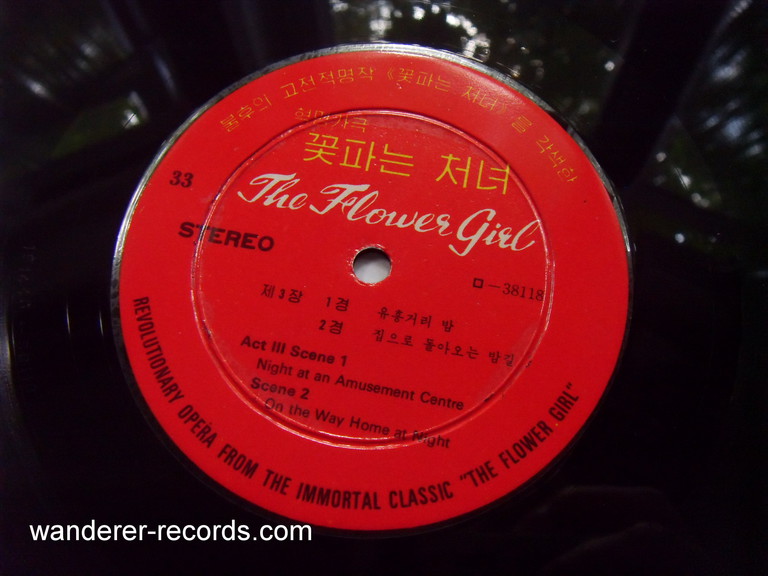 불후의 고전적명작 《꽃파는 처녀》를 각색한
혁명가극
꽃파는 처녀
The Flower Girl
33
STEREO
ㅁ-38118
제3장 1경 유흥거리 밤
2경 집으로 돌아오는 밤길
Act III Scene 1
Night at an Amusement Centre
Scene 2
On the Way Home at Night
REVOLUTIONARY OPERA FROM THE IMMORTAL CLASSIC "THE FLOWER GIRL"
wanderer-records.com